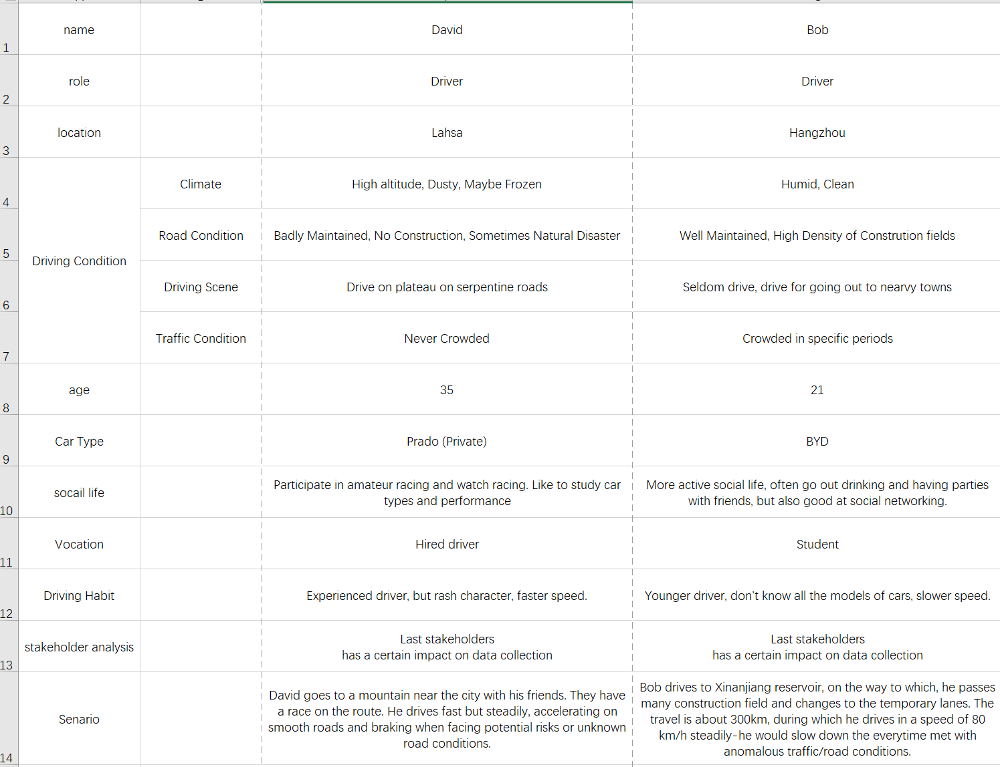 name David Bob
1
role Driver Driver
2
location Lahsa Hangzhou
3
Climate High altitude, Dusty, Maybe Frozen Humid, Clean
4
Road Condition Badly Maintained, No Construction, Sometimes Natural Disaster Well Maintained, High Density of Constrution fields
5
Driving Condition
Driving Scene Drive on plateau on serpentine roads Seldom drive, drive for going out to nearvy towns
6
Traffic Condition Never Crowded Crowded in specific periods
7
age 35 21
8
Car Type Prado (Private) BYD
9
socail life
Participate in amateur racing and watch racing. Like to study car
types and performance
More active social life, often go out drinking and having parties
with friends, but also good at social networking.
10
Vocation Hired driver Student
11
Driving Habit Experienced driver, but rash character, faster speed. Younger driver, don't know all the models of cars, slower speed.
12
stakeholder analysis
Last stakeholders
has a certain impact on data collection
Last stakeholders
has a certain impact on data collection
13
Senario
David goes to a mountain near the city with his friends. They have
a race on the route. He drives fast but steadily, accelerating on
smooth roads and braking when facing potential risks or unknown
road conditions.
Bob drives to Xinanjiang reservoir, on the way to which, he passes
many construction field and changes to the temporary lanes. The
travel is about 300km, during which he drives in a speed of 80
km/h steadily-he would slow down the everytime met with
anomalous traffic/road conditions.
14